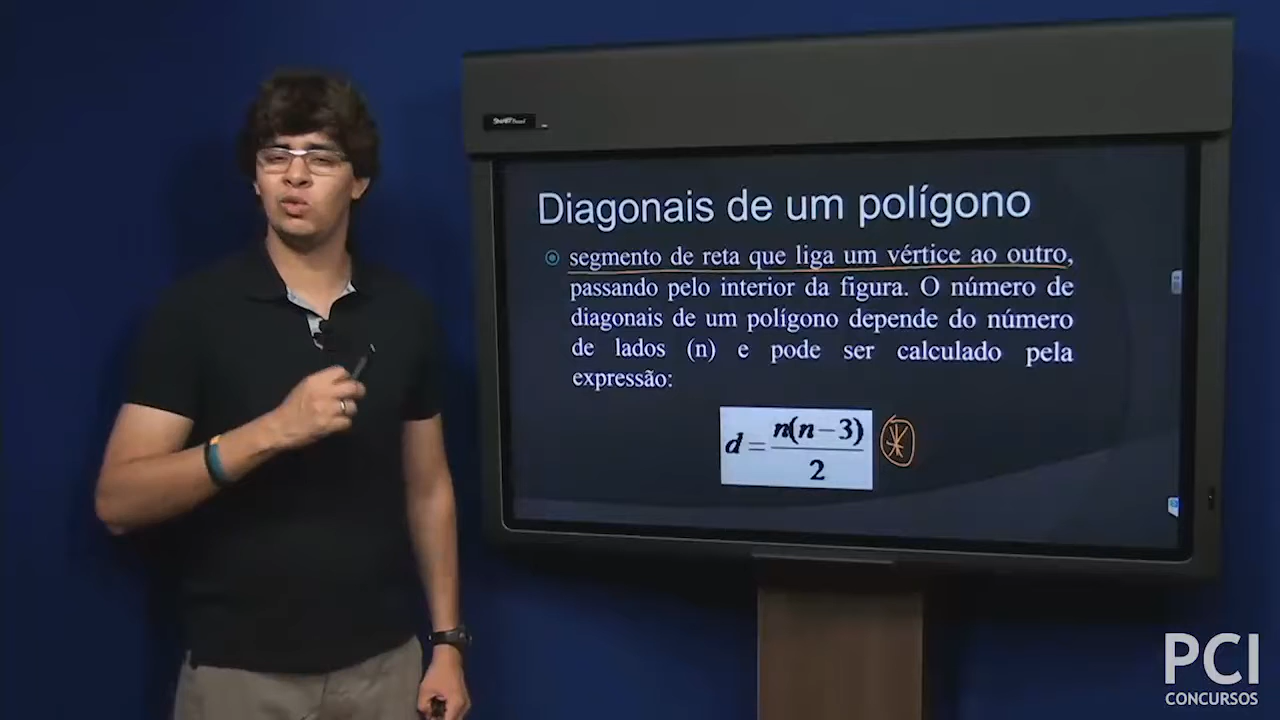 Diagonais de um polígono
segmento de reta que liga um vértice ao outro,
passando pelo interior da figura. O número de
diagonais de um polígono depende do número
de lados (n) e pode ser calculado pela
expressão:
d = n(n-3)/2
PCI
CONCURSOS